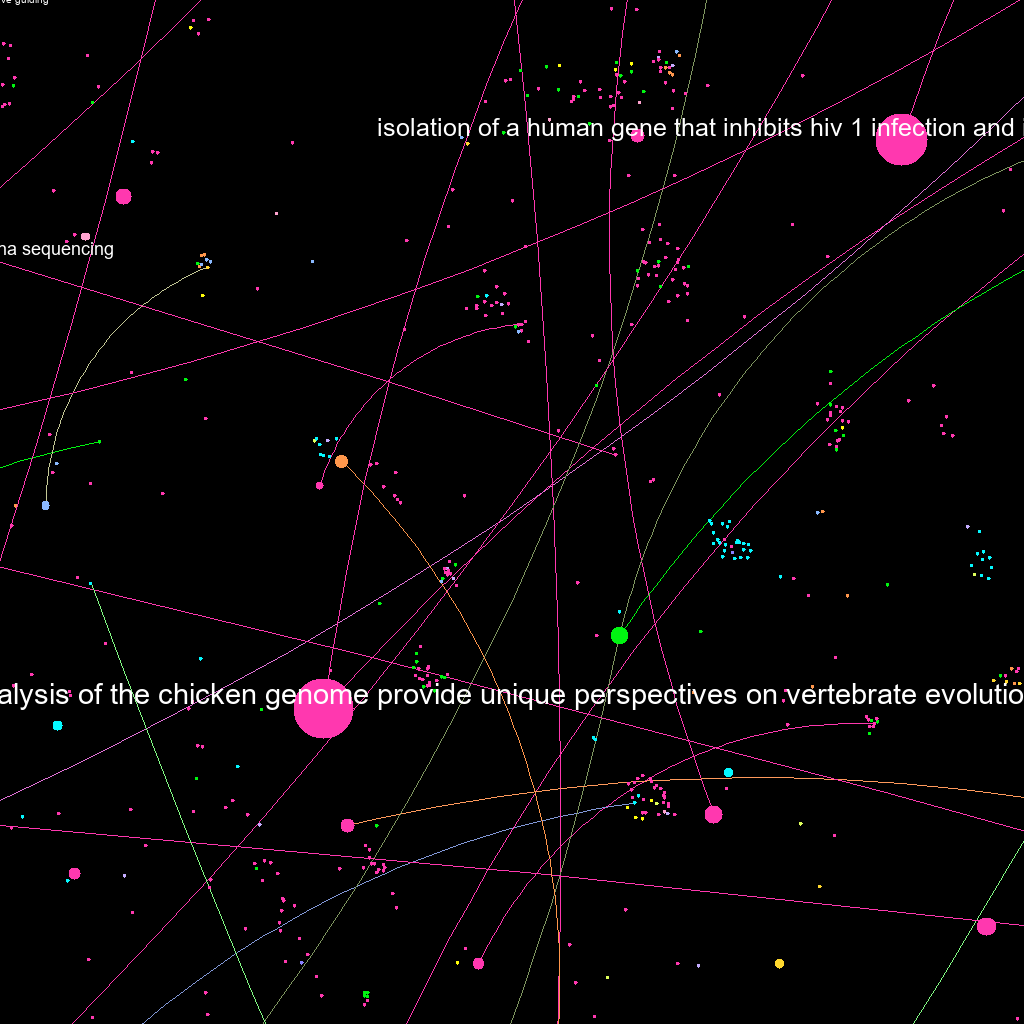 ve guiding
isolation of a human gene that inhibits hiv 1 infection and i
na sequencing
alysis of the chicken genome provide unique perspectives on vertebrate evolutio